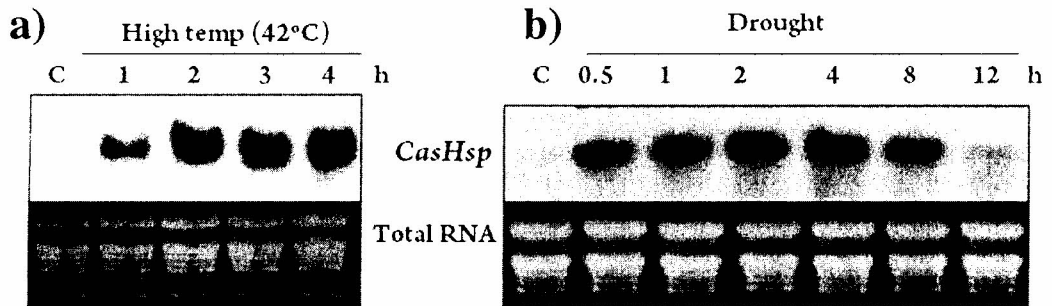 a)
High temp (42°C)
C 1 2 3 4 h
b)
Drought
C 0.5 1 2 4 8 12 h
CasHsp
Total RNA